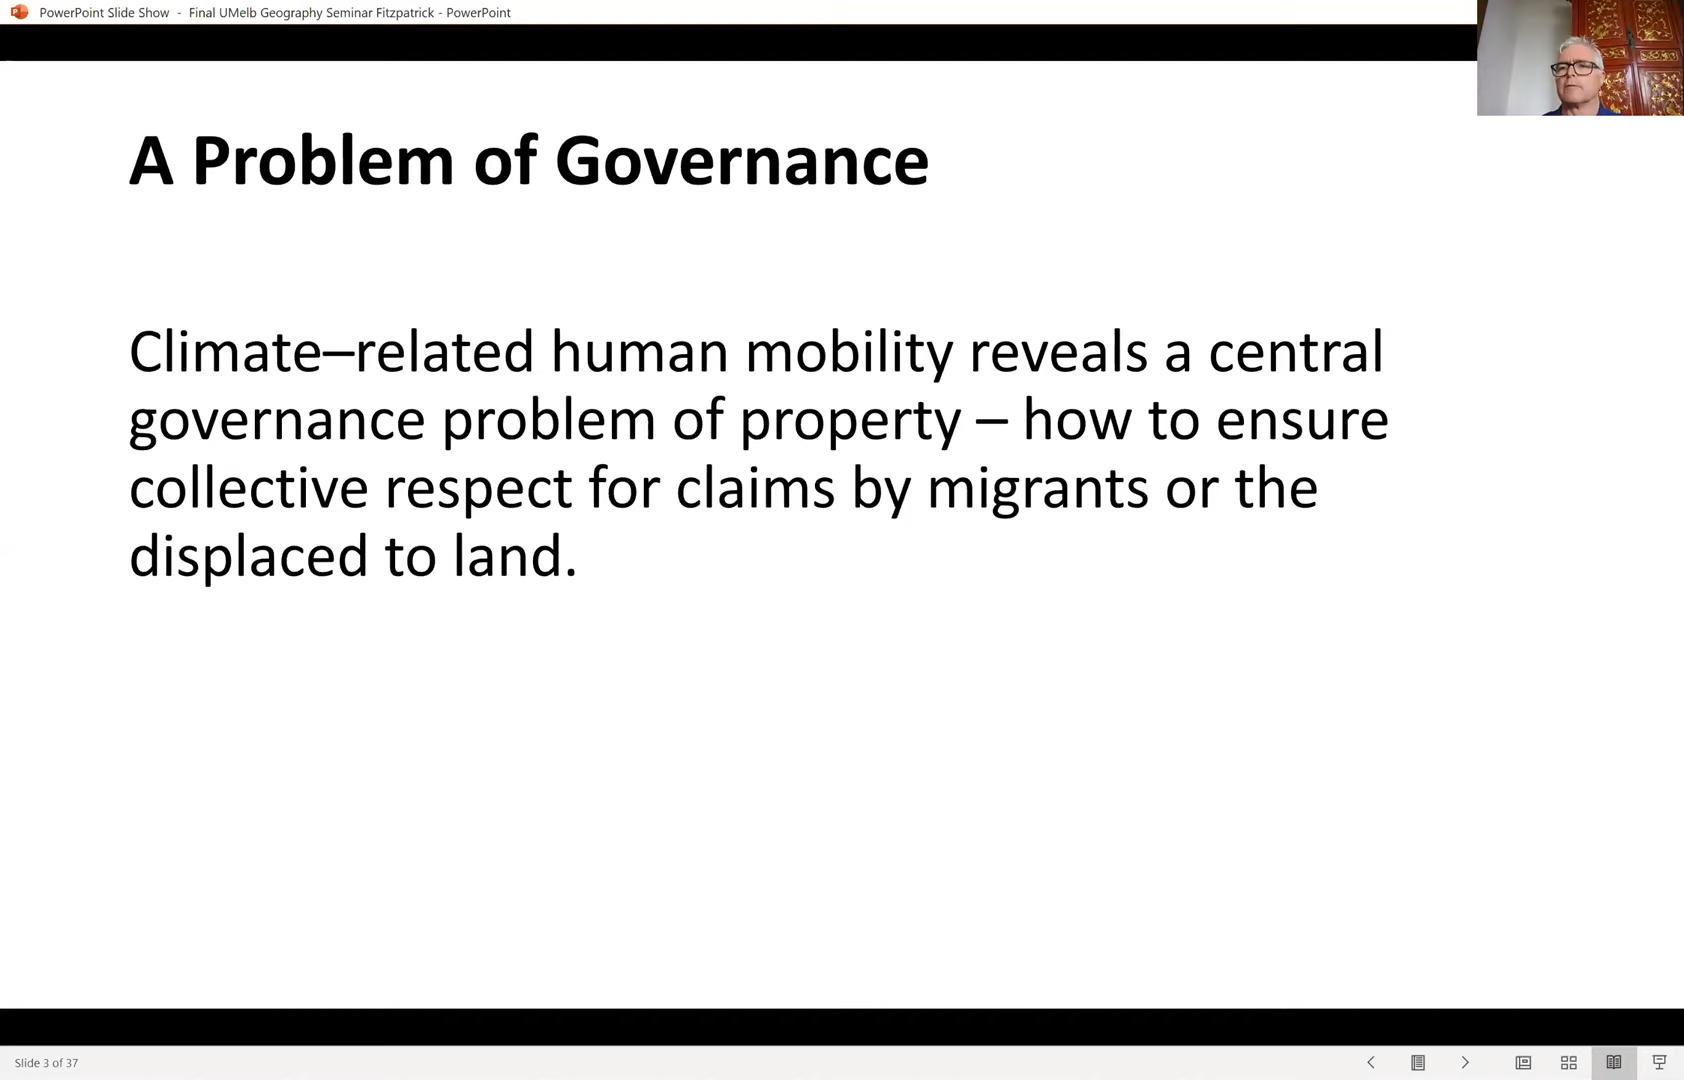 PowerPoint Slide Show - Final UMelb Geography Seminar Fitzpatrick - PowerPoint
A Problem of Governance
Climate–related human mobility reveals a central
governance problem of property – how to ensure
collective respect for claims by migrants or the
displaced to land.
Slide 3 of 37